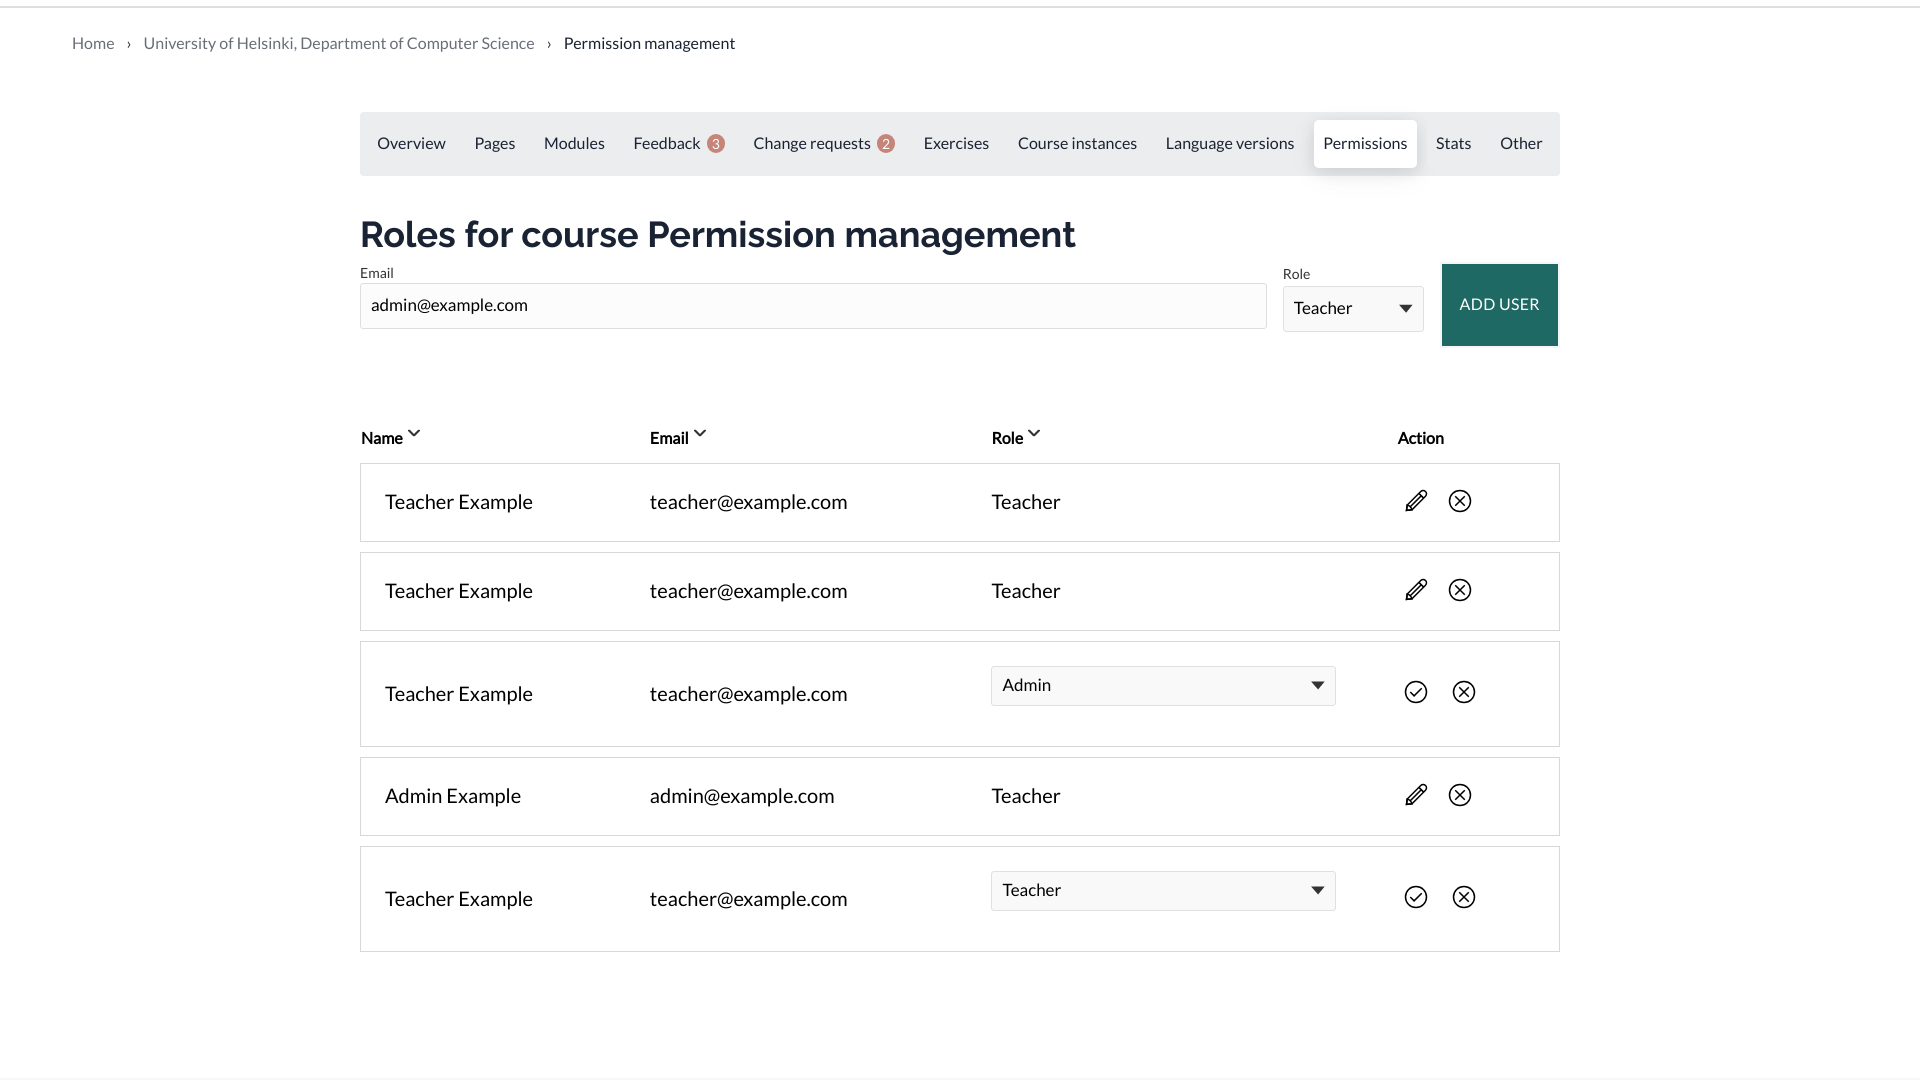 Home › University of Helsinki, Department of Computer Science › Permission management
Overview Pages Modules Feedback 3 Change requests 2 Exercises Course instances Language versions Permissions Stats Other
Roles for course Permission management
Email Role
admin@example.com Teacher ADD USER
Name Email Role Action
Teacher Example teacher@example.com Teacher
Teacher Example teacher@example.com Teacher
Teacher Example teacher@example.com Admin
Admin Example admin@example.com Teacher
Teacher Example teacher@example.com Teacher